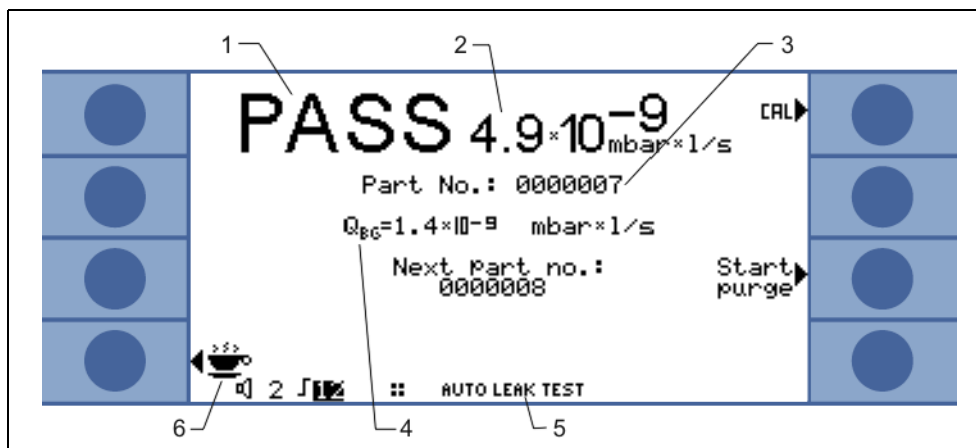 1 2 3
PASS 4.9×10⁻⁹ mbar×l/s
CAL
Part No.: 0000007
Q_BG=1.4×10⁻⁹ mbar×l/s
Next part no.:
0000008
Start
purge
2
AUTO LEAK TEST
6 4 5